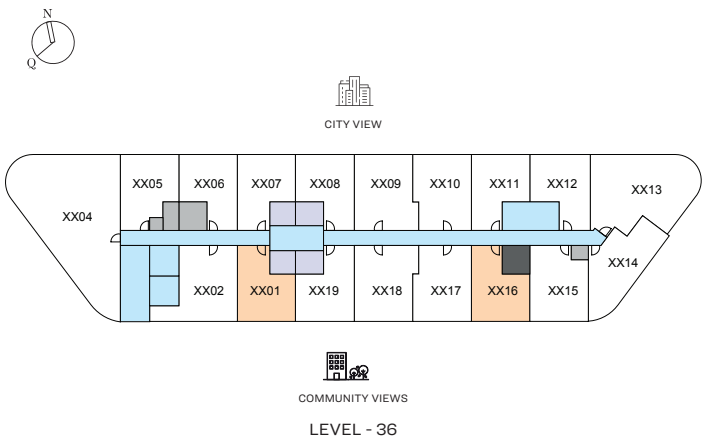 N
Q
CITY VIEW
XX05 XX06 XX07 XX08 XX09 XX10 XX11 XX12 XX13
XX04
XX14
XX02 XX01 XX19 XX18 XX17 XX16 XX15
COMMUNITY VIEWS
LEVEL - 36